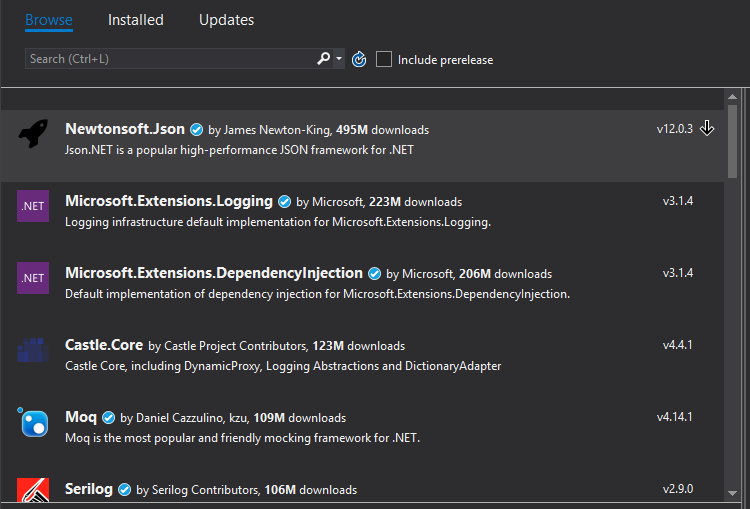 Browse Installed Updates
Search (Ctrl+L) Include prerelease
Newtonsoft.Json by James Newton-King, 495M downloads v12.0.3
Json.NET is a popular high-performance JSON framework for .NET
.NET Microsoft.Extensions.Logging by Microsoft, 223M downloads v3.1.4
Logging infrastructure default implementation for Microsoft.Extensions.Logging.
.NET Microsoft.Extensions.DependencyInjection by Microsoft, 206M downloads v3.1.4
Default implementation of dependency injection for Microsoft.Extensions.DependencyInjection.
Castle.Core by Castle Project Contributors, 123M downloads v4.4.1
Castle Core, including DynamicProxy, Logging Abstractions and DictionaryAdapter
Moq by Daniel Cazzulino, kzu, 109M downloads v4.14.1
Moq is the most popular and friendly mocking framework for .NET.
Serilog by Serilog Contributors, 106M downloads v2.9.0